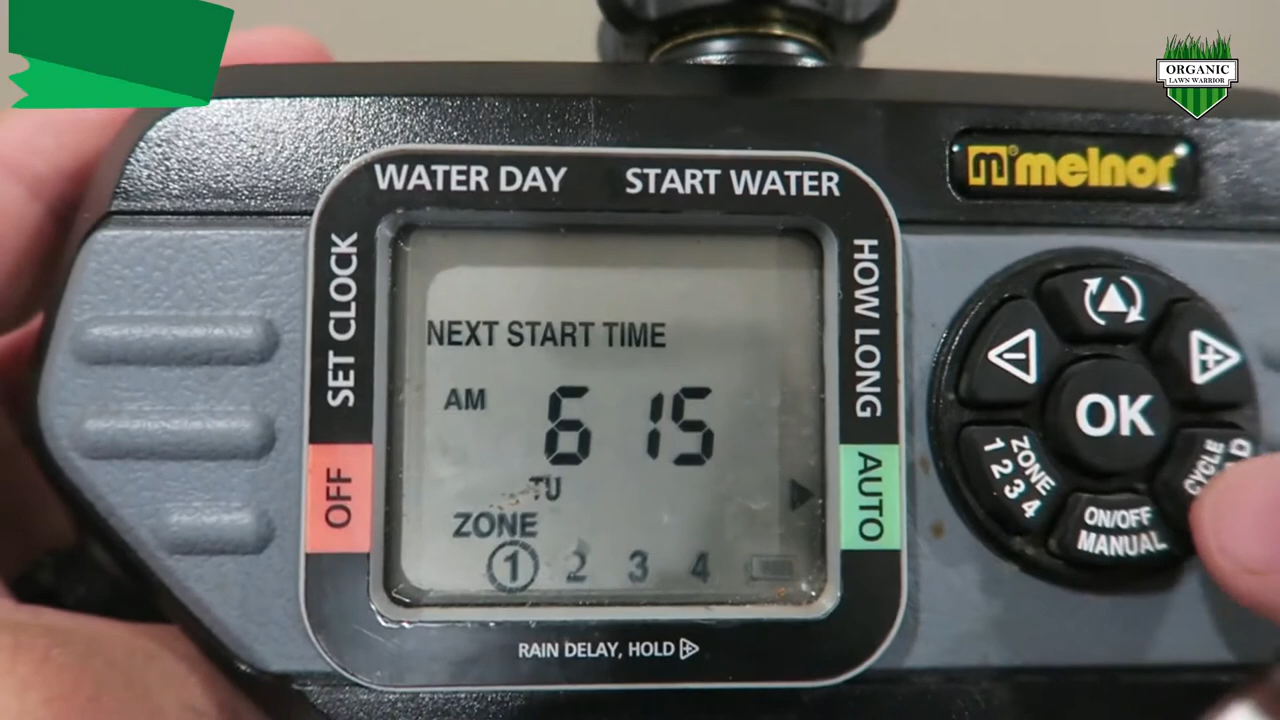 ORGANIC
LAWN WARRIOR
melnor
WATER DAY START WATER
SET CLOCK
HOW LONG
OFF
AUTO
NEXT START TIME
AM 6 15
TU
ZONE
1 2 3 4
RAIN DELAY, HOLD
OK
ZONE
1 2 3 4
ON/OFF
MANUAL
CYCLE